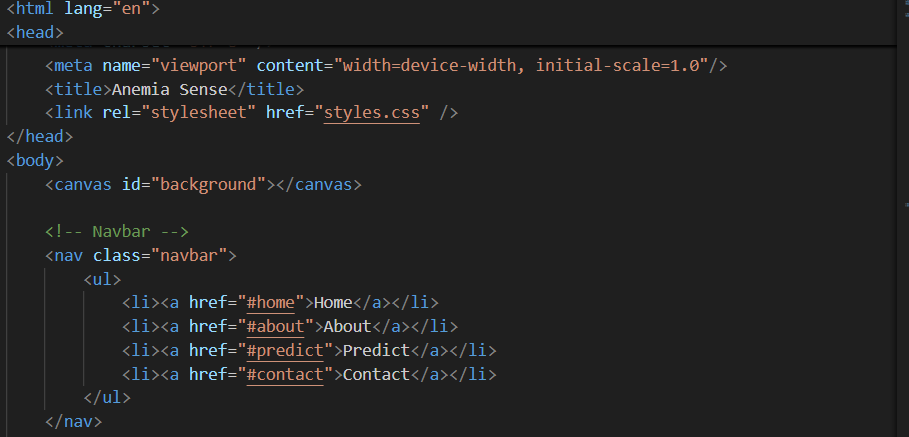 <html lang="en">
<head>
<meta name="viewport" content="width=device-width, initial-scale=1.0"/>
<title>Anemia Sense</title>
<link rel="stylesheet" href="styles.css" />
</head>
<body>
<canvas id="background"></canvas>
<!-- Navbar -->
<nav class="navbar">
<ul>
<li><a href="#home">Home</a></li>
<li><a href="#about">About</a></li>
<li><a href="#predict">Predict</a></li>
<li><a href="#contact">Contact</a></li>
</ul>
</nav>